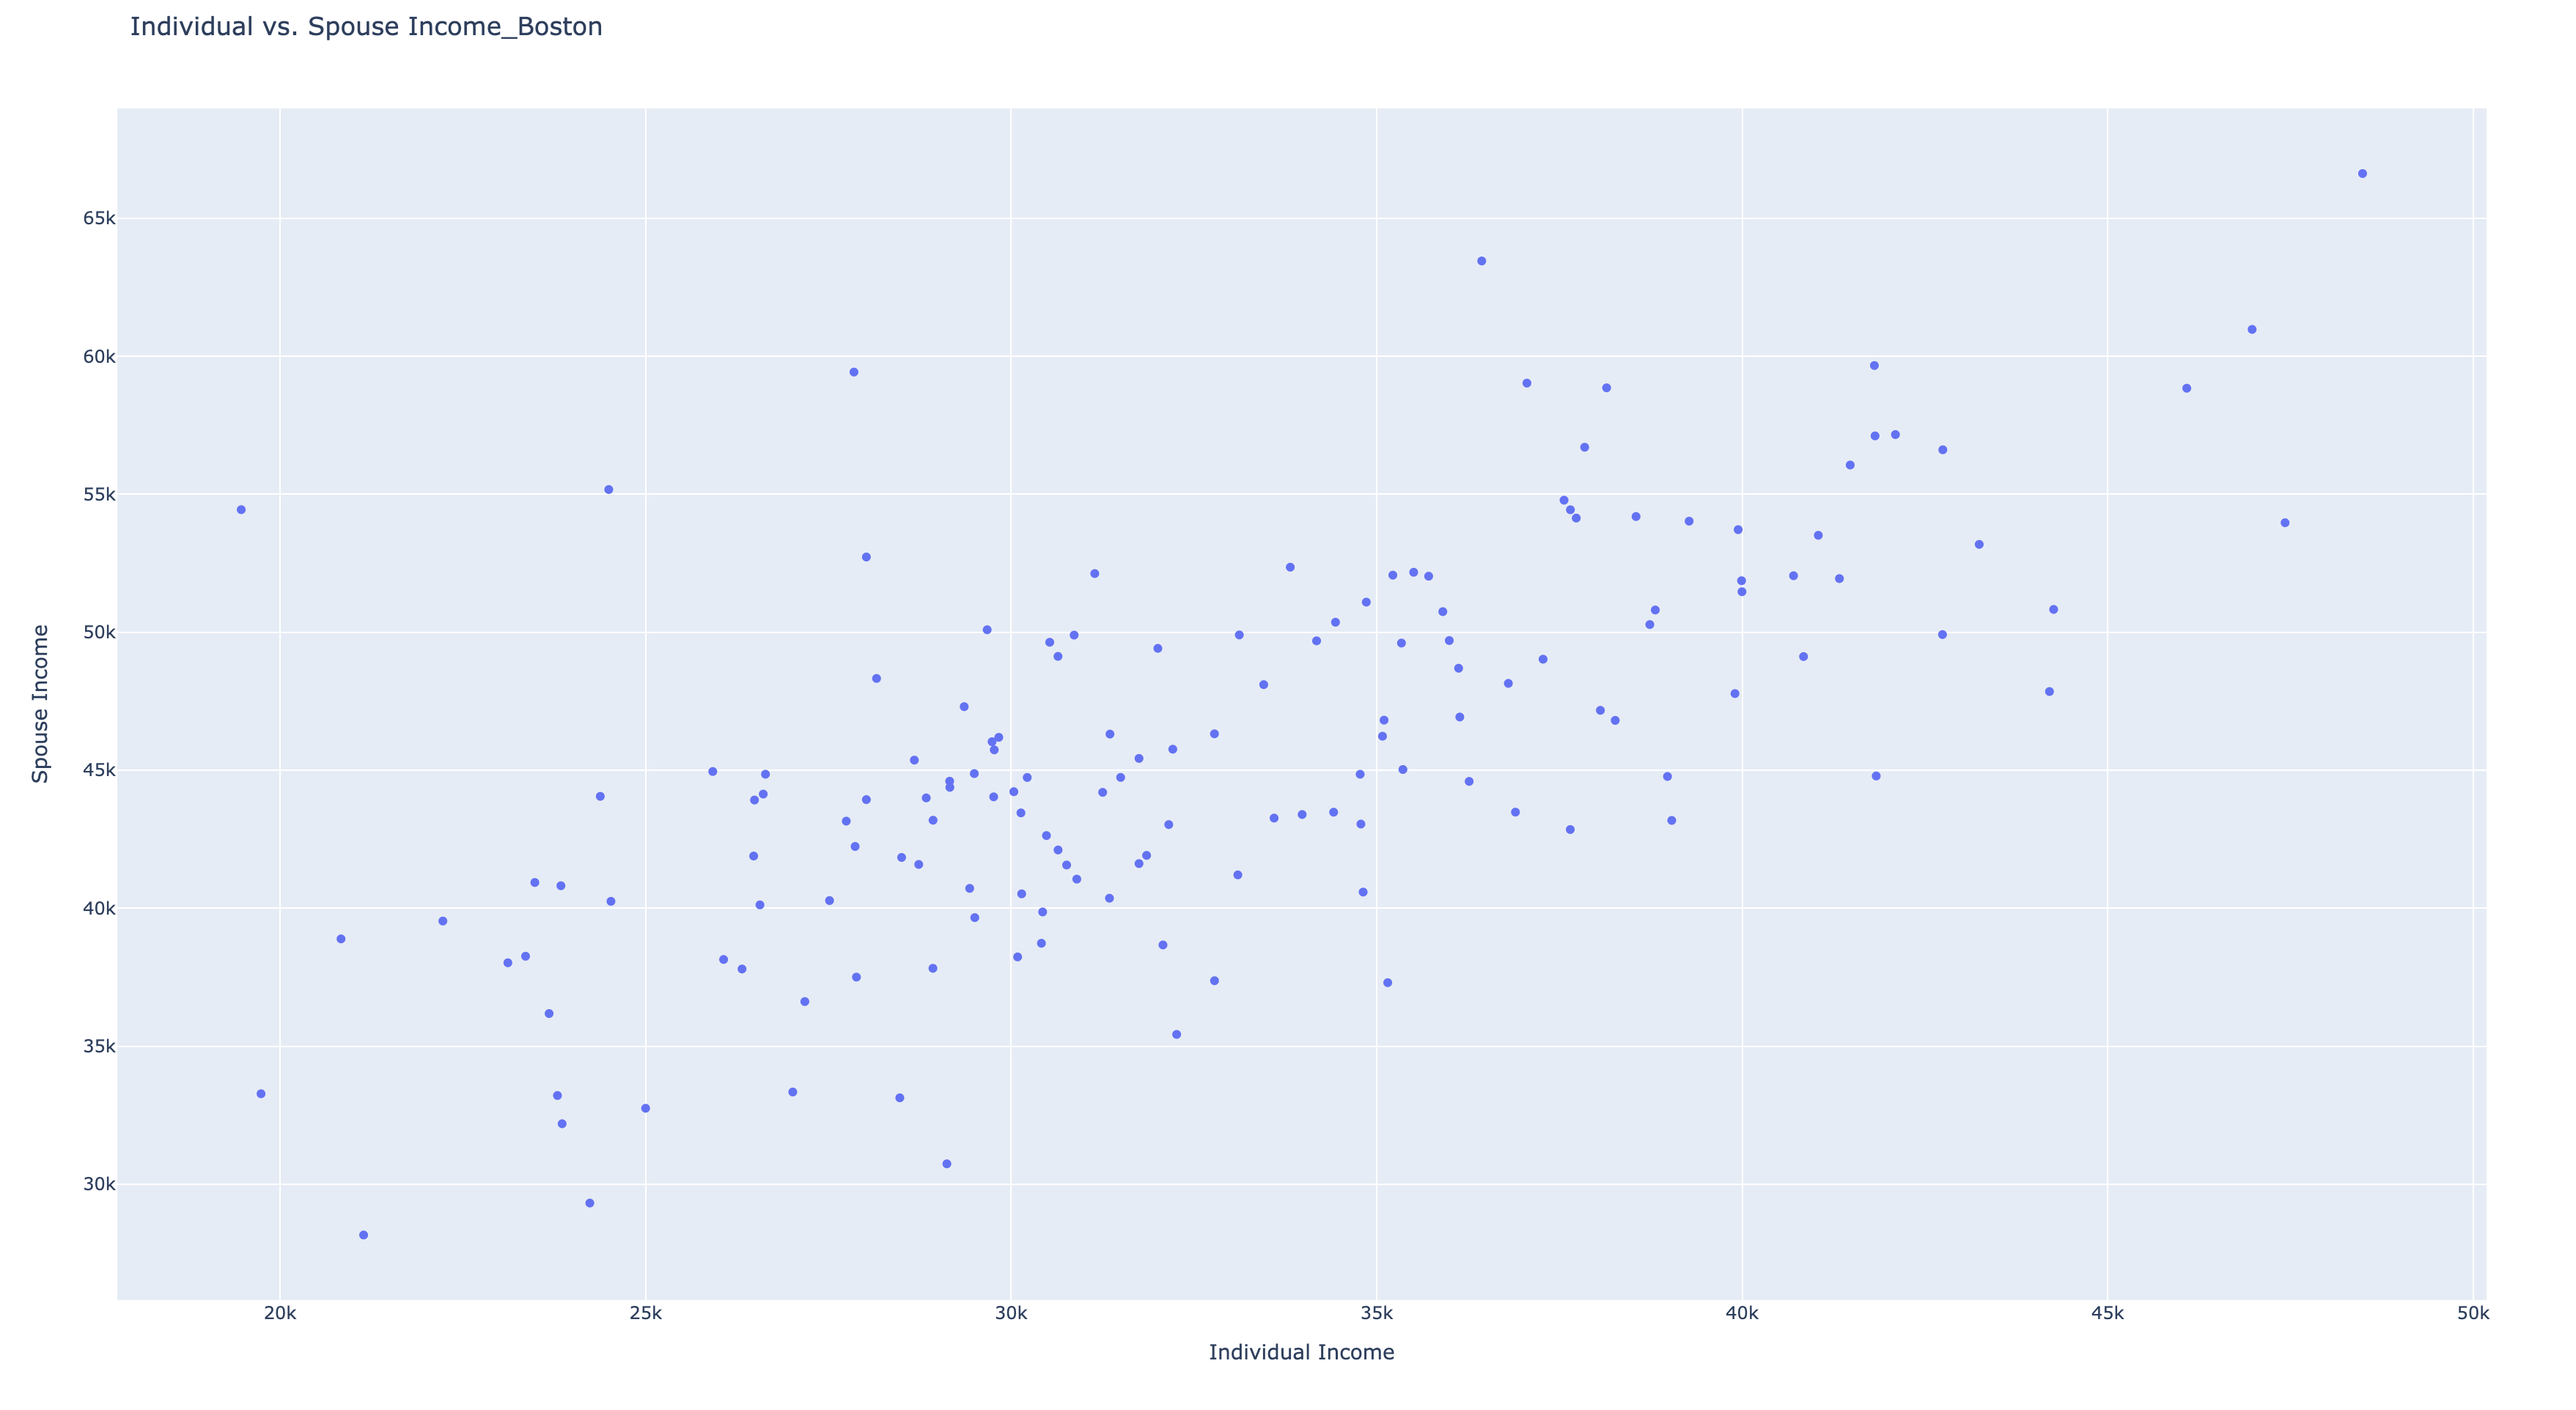 Individual vs. Spouse Income_Boston
65k
60k
55k
50k
45k
40k
35k
30k
Spouse Income
20k 25k 30k 35k 40k 45k 50k
Individual Income